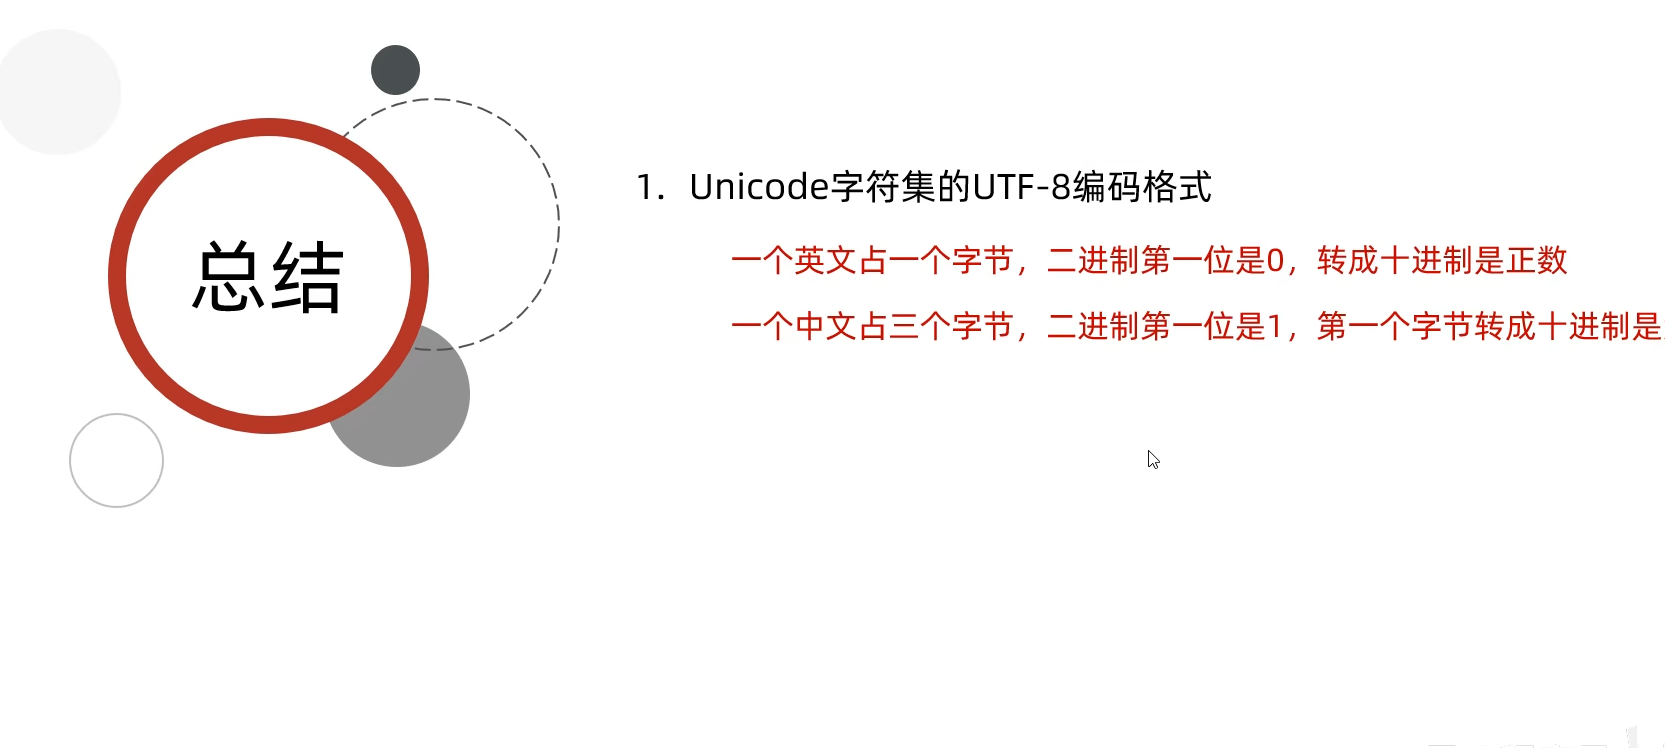 总结
1. Unicode字符集的UTF-8编码格式
一个英文占一个字节，二进制第一位是0，转成十进制是正数
一个中文占三个字节，二进制第一位是1，第一个字节转成十进制是